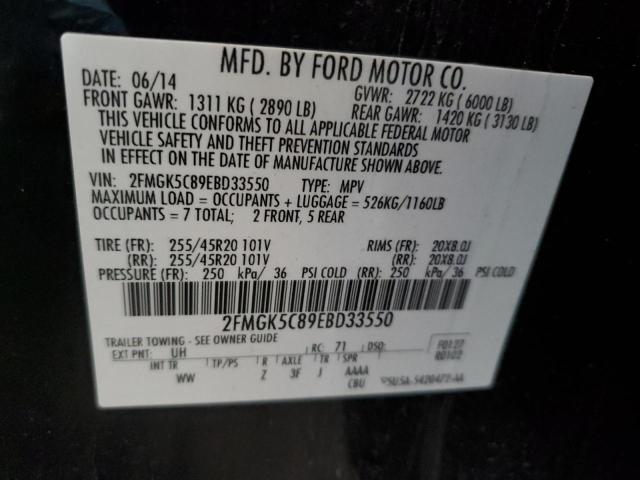 MFD. BY FORD MOTOR CO.
DATE: 06/14
GVWR: 2722 KG ( 6000 LB)
FRONT GAWR: 1311 KG ( 2890 LB)
REAR GAWR: 1420 KG ( 3130 LB)
THIS VEHICLE CONFORMS TO ALL APPLICABLE FEDERAL MOTOR
VEHICLE SAFETY AND THEFT PREVENTION STANDARDS
IN EFFECT ON THE DATE OF MANUFACTURE SHOWN ABOVE.
VIN: 2FMGK5C89EBD33550 TYPE: MPV
MAXIMUM LOAD = OCCUPANTS + LUGGAGE = 526KG/1160LB
OCCUPANTS = 7 TOTAL; 2 FRONT, 5 REAR
TIRE (FR): 255/45R20 101V RIMS (FR): 20X8.0J
(RR): 255/45R20 101V (RR): 20X8.0J
PRESSURE (FR): 250 kPa/ 36 PSI COLD (RR): 250 kPa/ 36 PSI COLD
2FMGK5C89EBD33550
TRAILER TOWING - SEE OWNER GUIDE
EXT PNT: UH RC: 71 DSO: F0127
R0102
INT TR TP/PS R AXLE TR SPR
WW Z 3F J AAAA
CBU